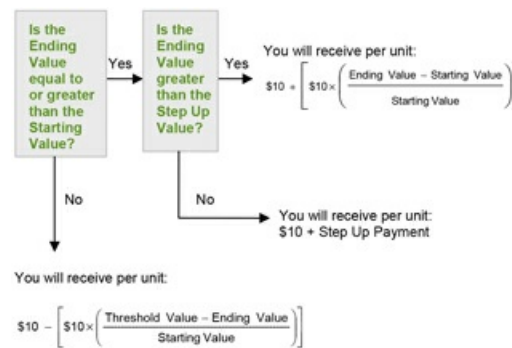 Is the
Ending
Value
equal to
or greater
than the
Starting
Value?
Yes
Is the
Ending
Value
greater
than the
Step Up
Value?
Yes
You will receive per unit:
$10 + [ $10 × ( Ending Value – Starting Value
Starting Value ) ]
No
No
You will receive per unit:
$10 + Step Up Payment
You will receive per unit:
$10 – [ $10 × ( Threshold Value – Ending Value
Starting Value ) ]